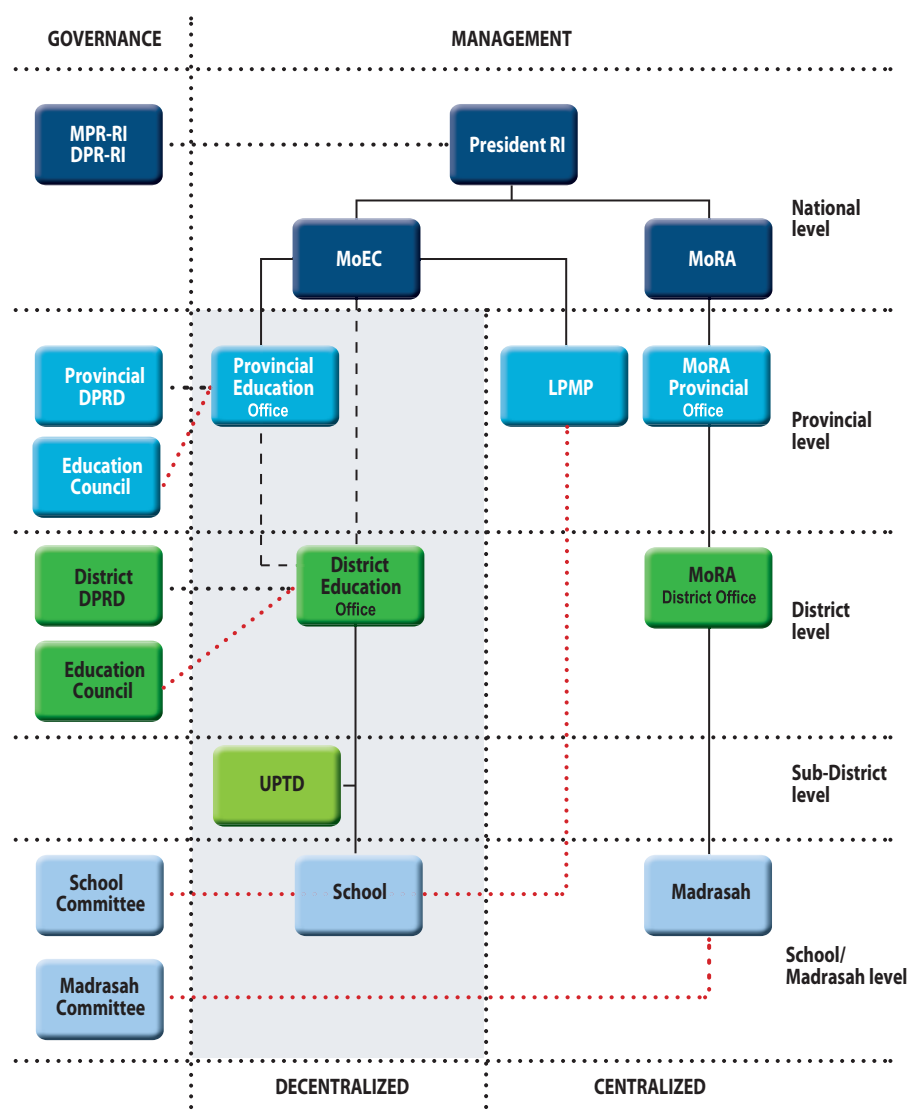 GOVERNANCE
MANAGEMENT
MPR-RI
DPR-RI
President RI
National
level
MoEC
MoRA
Provincial
DPRD
Provincial
Education
Office
LPMP
MoRA
Provincial
Office
Provincial
level
Education
Council
District
DPRD
District
Education
Office
MoRA
District Office
District
level
Education
Council
UPTD
Sub-District
level
School
Committee
School
Madrasah
School/
Madrasah level
Madrasah
Committee
DECENTRALIZED
CENTRALIZED